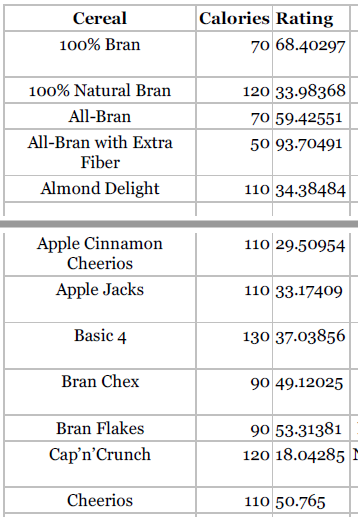 Cereal Calories Rating
100% Bran 70 68.40297
100% Natural Bran 120 33.98368
All-Bran 70 59.42551
All-Bran with Extra 50 93.70491
Fiber
Almond Delight 110 34.38484
Apple Cinnamon 110 29.50954
Cheerios
Apple Jacks 110 33.17409
Basic 4 130 37.03856
Bran Chex 90 49.12025
Bran Flakes 90 53.31381
Cap’n’Crunch 120 18.04285
Cheerios 110 50.765